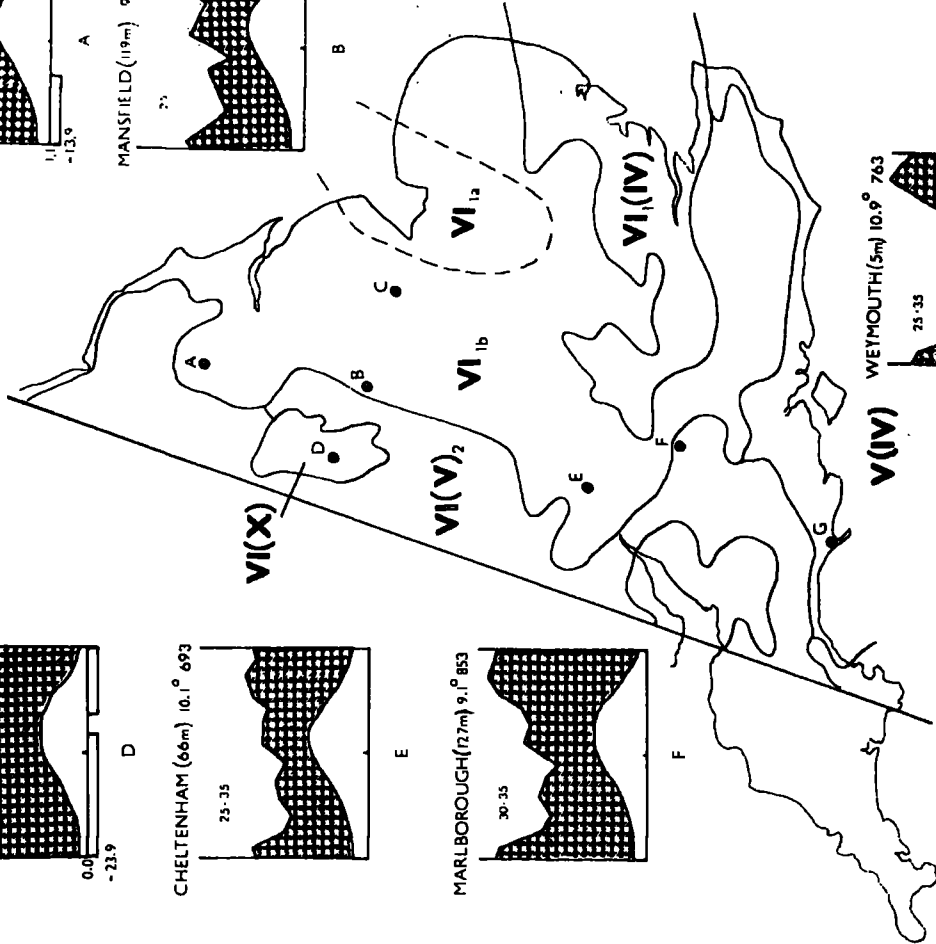 1.1
-13.9
A
MANSFIELD (119m) 9
B
0.0
-23.9
D
CHELTENHAM (66m) 10.1° 693
25-35
E
MARLBOROUGH (127m) 9.1° 853
30-35
F
WEYMOUTH (5m) 10.9° 763
25-35
A
B
C
D
E
F
G
VI(X)
VI(V)2
VI1a
VI1b
VI1(IV)
V(IV)